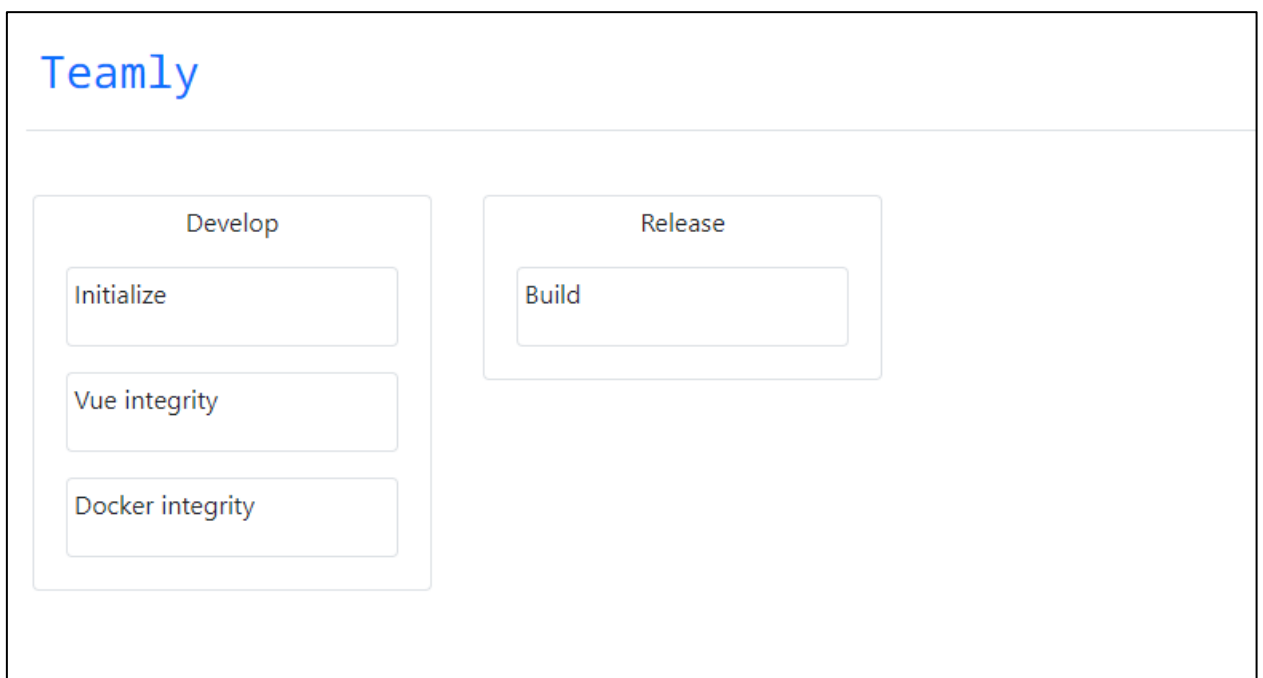 Teamly
Develop
Initialize
Vue integrity
Docker integrity
Release
Build